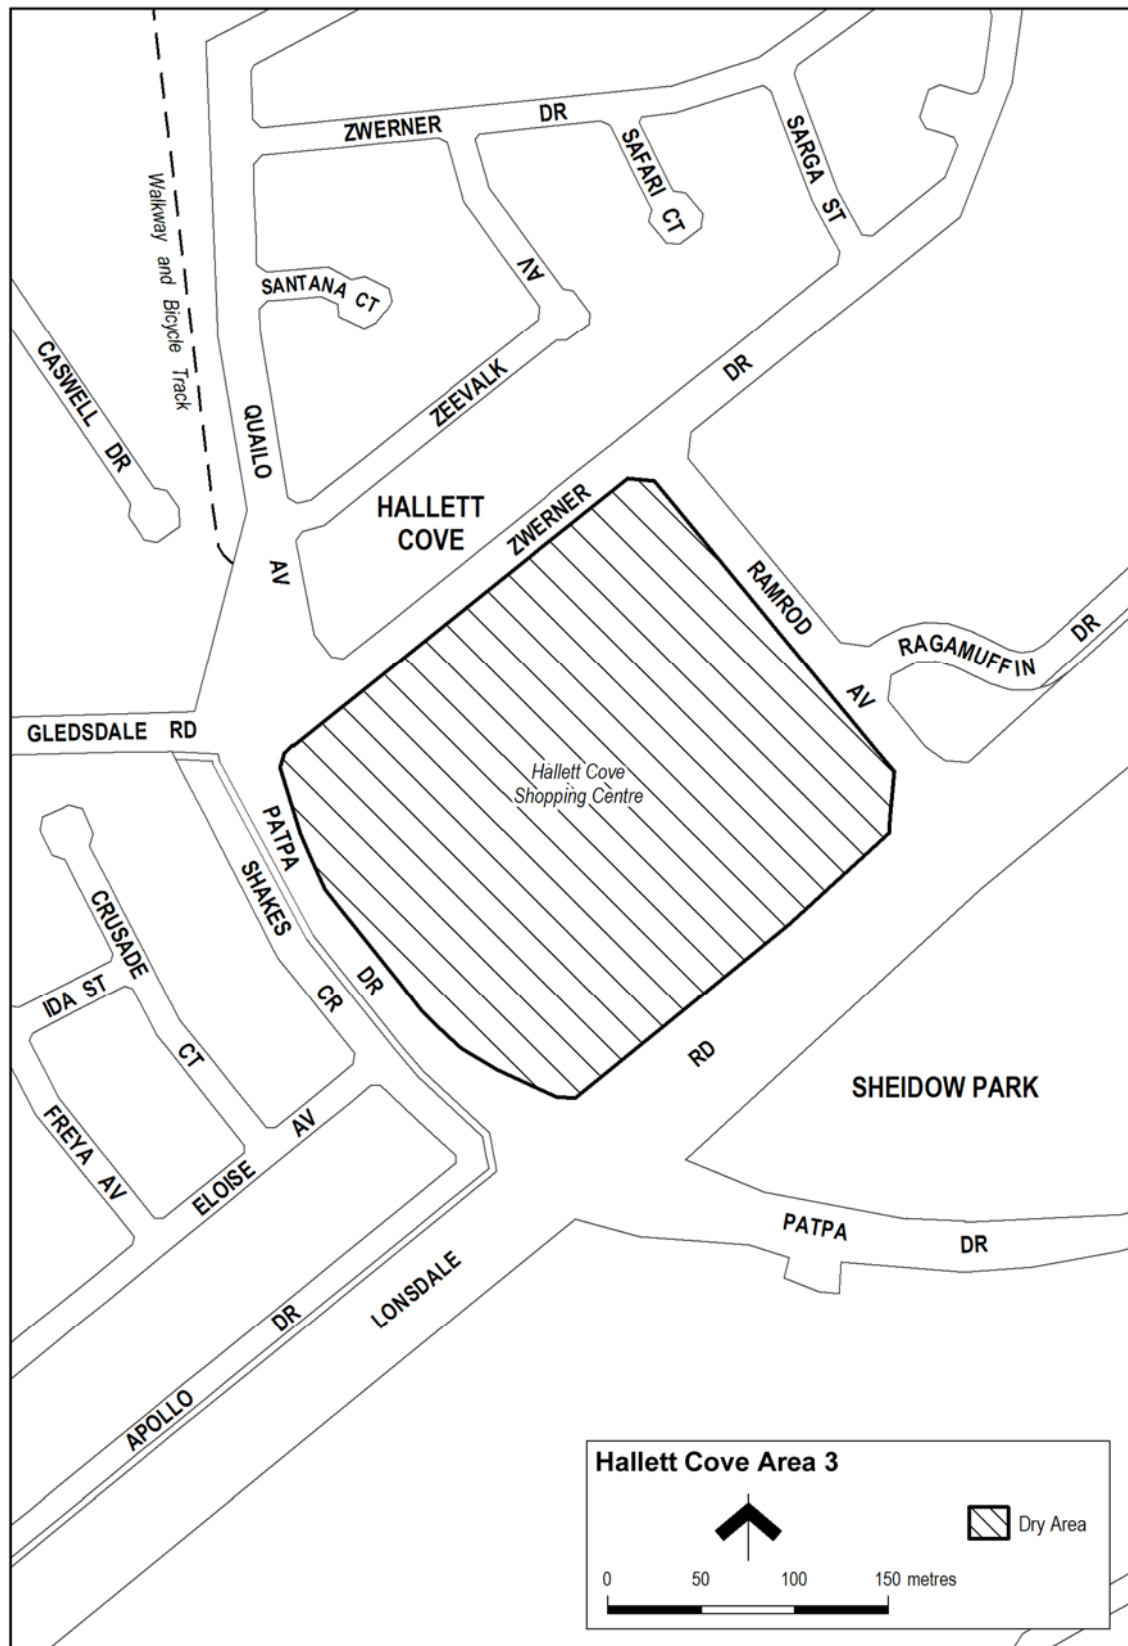 ZWERNER DR
SAFARI CT
SARGA ST
Walkway and Bicycle Track
SANTANA CT
AV
ZEEVALK
CASWELL DR
QUAILO
AV
DR
ZWERNER
HALLETT
COVE
RAMROD
AV
RAGAMUFFIN
DR
GLEDSDALE RD
Hallett Cove
Shopping Centre
PATPA
DR
SHAKES
CR
CRUSADE
CT
IDA ST
FREYA AV
ELOISE
AV
RD
SHEIDOW PARK
PATPA
DR
LONSDALE
DR
APOLLO
Hallett Cove Area 3
Dry Area
0 50 100 150 metres